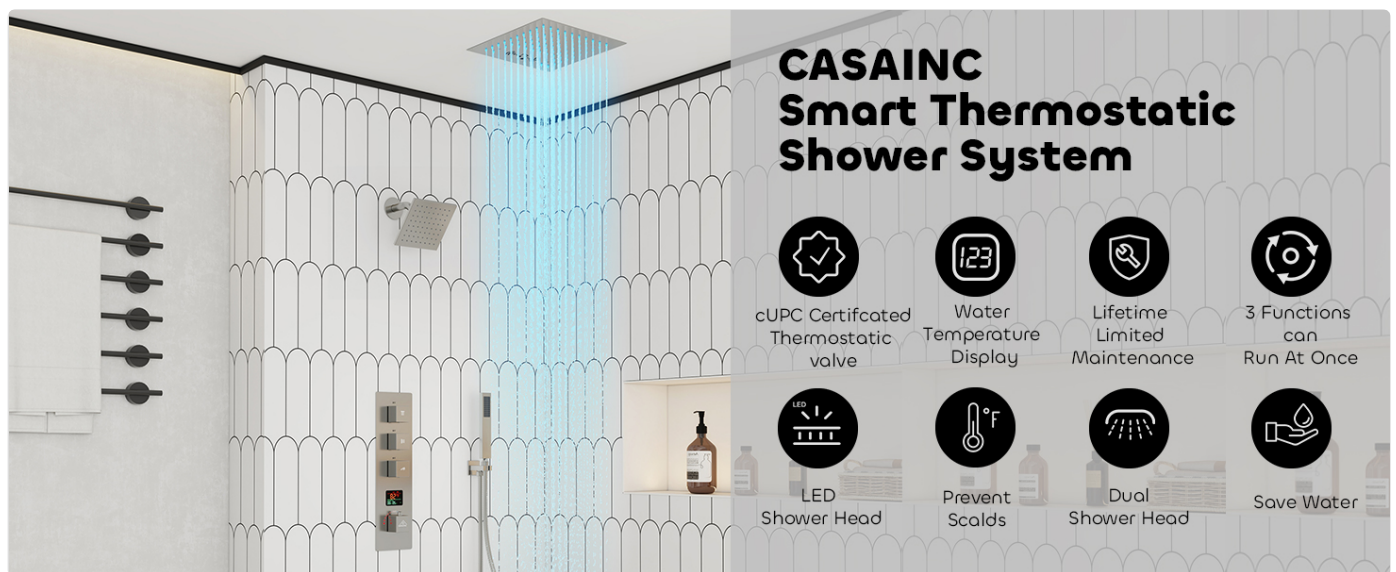 CASAINC
Smart Thermostatic
Shower System
cUPC Certifcated
Thermostatic
valve
123
Water
Temperature
Display
Lifetime
Limited
Maintenance
3 Functions
can
Run At Once
LED
LED
Shower Head
°F
Prevent
Scalds
Dual
Shower Head
Save Water